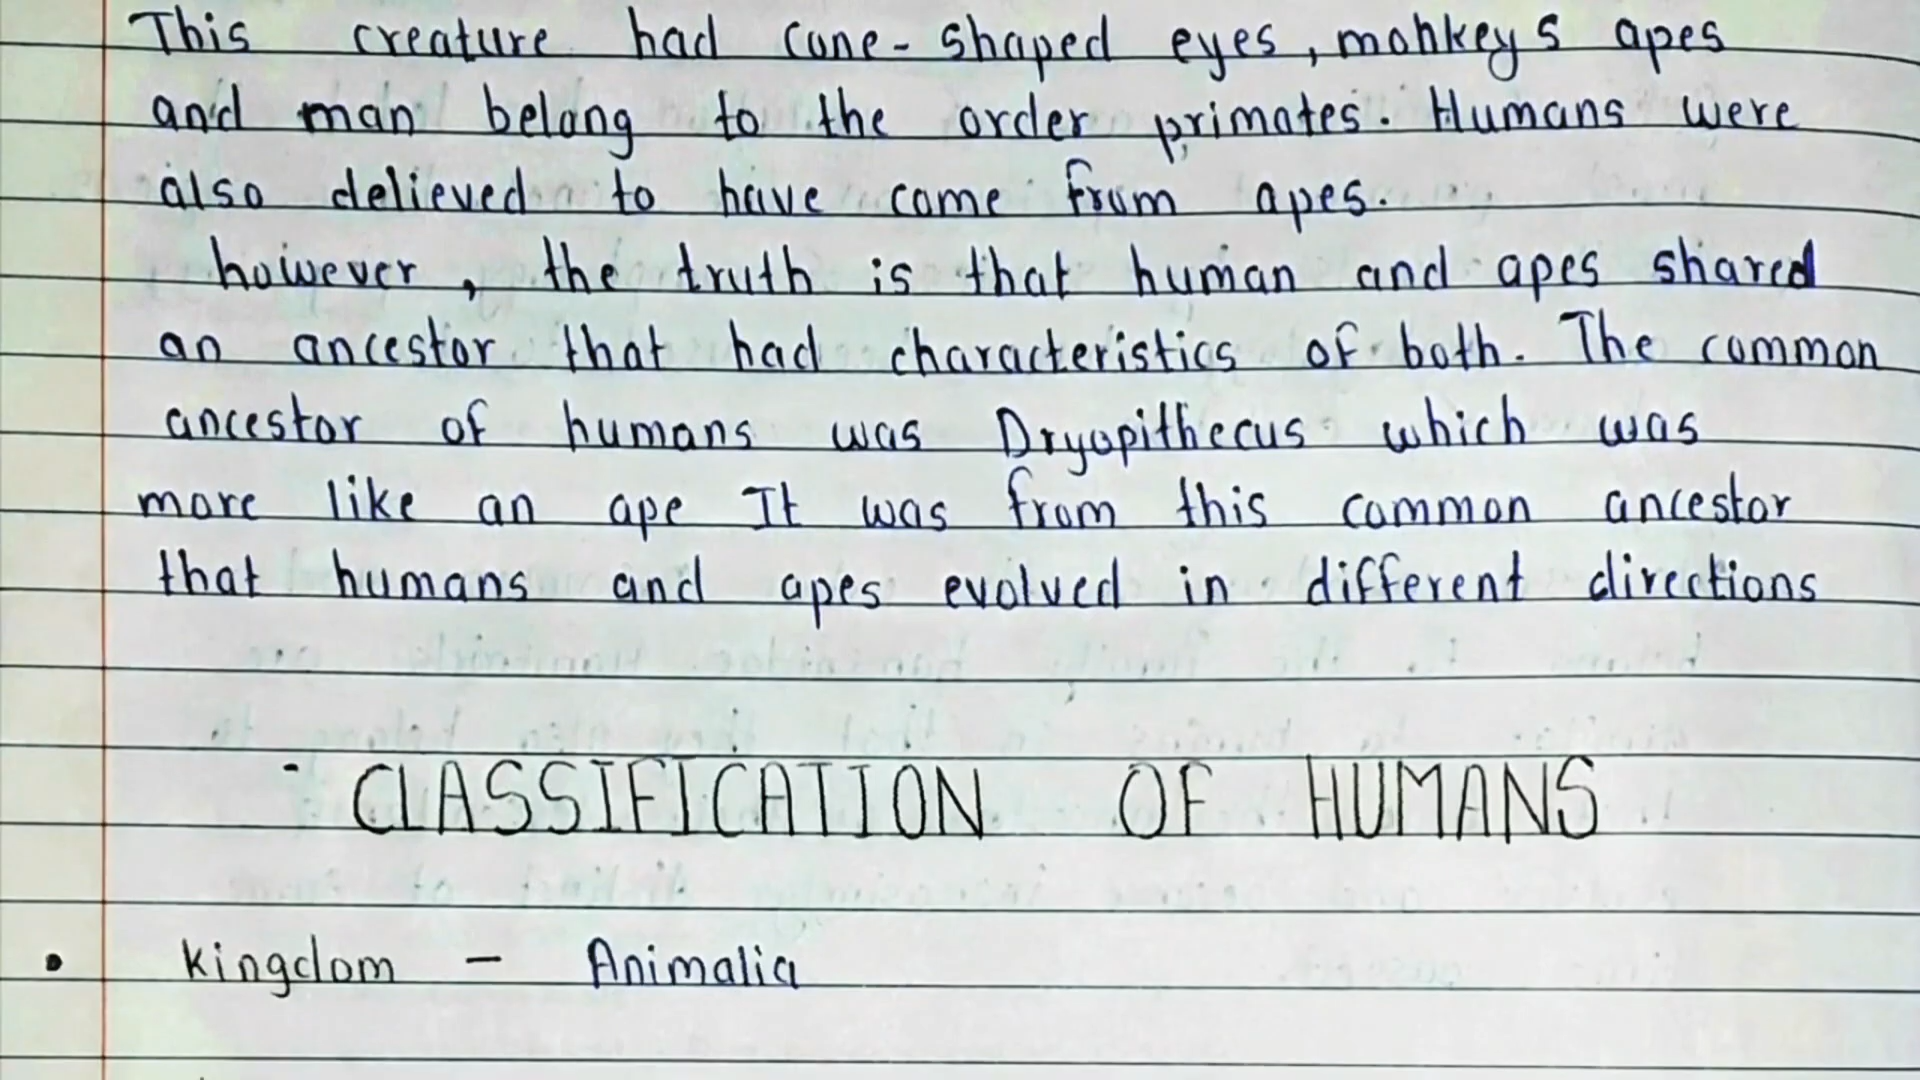 This creature had cone-shaped eyes, monkeys apes
and man belong to the order primates. Humans were
also delieved to have come from apes.
however, the truth is that human and apes shared
an ancestor that had characteristics of both. The common
ancestor of humans was Dryopithecus which was
more like an ape It was from this common ancestor
that humans and apes evolved in different directions
CLASSIFICATION OF HUMANS
• kingdom - Animalia